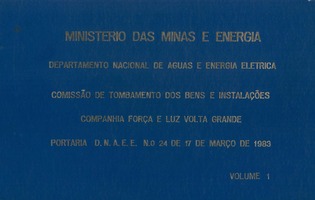 MINISTERIO DAS MINAS E ENERGIA
DEPARTAMENTO NACIONAL DE AGUAS E ENERGIA ELETRICA
COMISSÃO DE TOMBAMENTO DOS BENS E INSTALAÇÕES
COMPANHIA FORÇA E LUZ VOLTA GRANDE
PORTARIA D.N.A.E.E. N.O 24 DE 17 DE MARÇO DE 1983
VOLUME 1